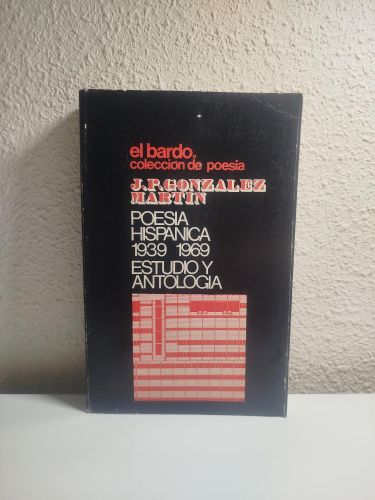 el bardo.
colección de poesía
J.P.GONZALEZ
MARTIN
POESIA
HISPANICA
1939 1969
ESTUDIO Y
ANTOLOGIA